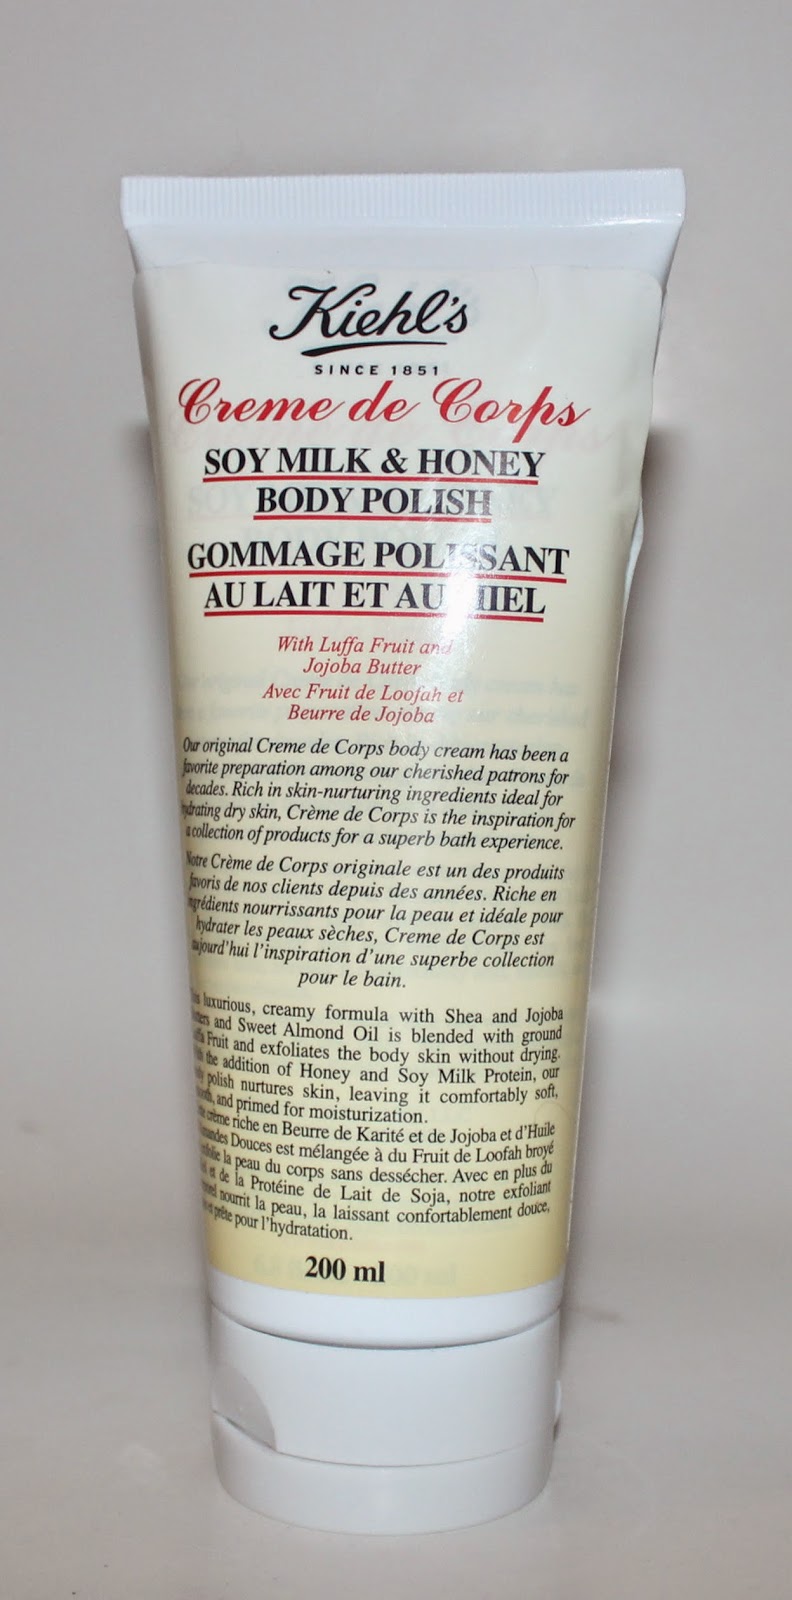 Kiehl's
SINCE 1851
Creme de Corps
SOY MILK & HONEY
BODY POLISH
GOMMAGE POLISSANT
AU LAIT ET AU MIEL
With Luffa Fruit and
Jojoba Butter
Avec Fruit de Loofah et
Beurre de Jojoba
Our original Creme de Corps body cream has been a
favorite preparation among our cherished patrons for
decades. Rich in skin-nurturing ingredients ideal for
hydrating dry skin, Crème de Corps is the inspiration for
a collection of products for a superb bath experience.
Notre Crème de Corps originale est un des produits
favoris de nos clients depuis des années. Riche en
ingrédients nourrissants pour la peau et idéale pour
hydrater les peaux sèches, Creme de Corps est
aujourd'hui l'inspiration d'une superbe collection
pour le bain.
luxurious, creamy formula with Shea and Jojoba
and Sweet Almond Oil is blended with ground
Fruit and exfoliates the body skin without drying.
the addition of Honey and Soy Milk Protein, our
polish nurtures skin, leaving it comfortably soft,
and primed for moisturization.
crème riche en Beurre de Karité et de Jojoba et d'Huile
Douces est mélangée à du Fruit de Loofah broyé
la peau du corps sans dessécher. Avec en plus du
et de la Protéine de Lait de Soja, notre exfoliant
nourrit la peau, la laissant confortablement douce,
et prête pour l'hydratation.
200 ml